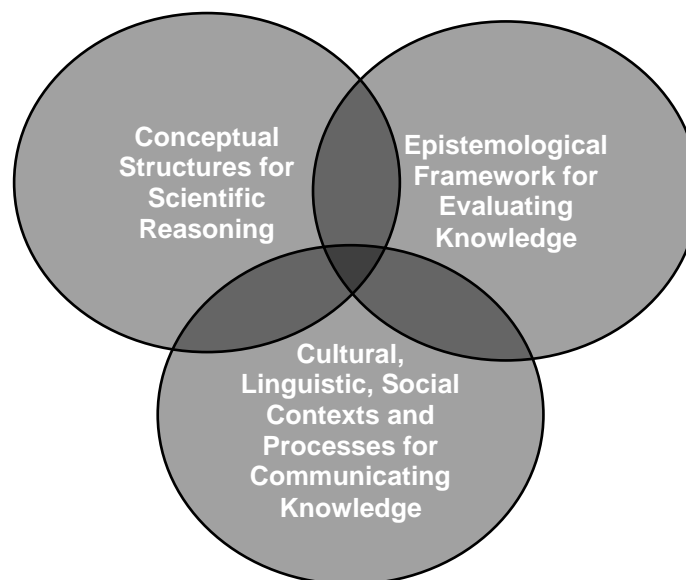 Conceptual
Structures for
Scientific
Reasoning
Epistemological
Framework for
Evaluating
Knowledge
Cultural,
Linguistic, Social
Contexts and
Processes for
Communicating
Knowledge